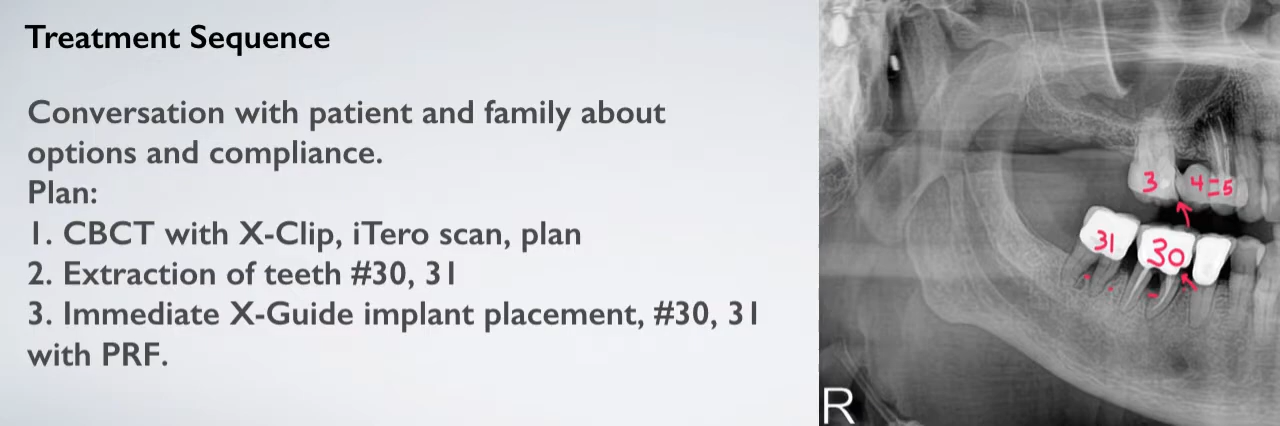 Treatment Sequence
Conversation with patient and family about
options and compliance.
Plan:
1. CBCT with X-Clip, iTero scan, plan
2. Extraction of teeth #30, 31
3. Immediate X-Guide implant placement, #30, 31
with PRF.
3 4=5
31 30
R